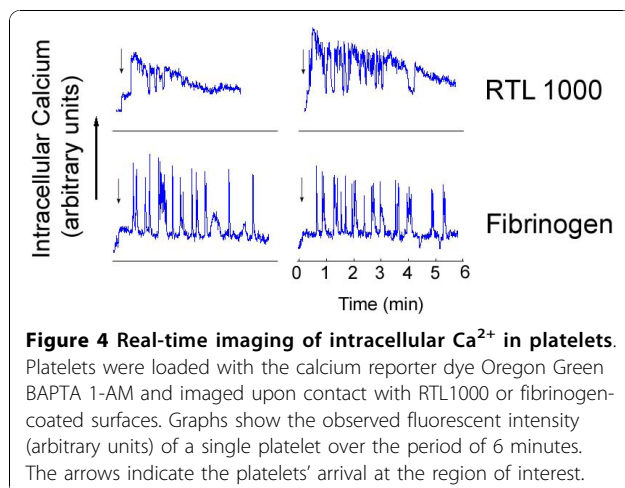 Intracellular Calcium
(arbitrary units)
RTL 1000
Fibrinogen
0 1 2 3 4 5 6
Time (min)
Figure 4 Real-time imaging of intracellular Ca²⁺ in platelets.
Platelets were loaded with the calcium reporter dye Oregon Green
BAPTA 1-AM and imaged upon contact with RTL1000 or fibrinogen-
coated surfaces. Graphs show the observed fluorescent intensity
(arbitrary units) of a single platelet over the period of 6 minutes.
The arrows indicate the platelets' arrival at the region of interest.